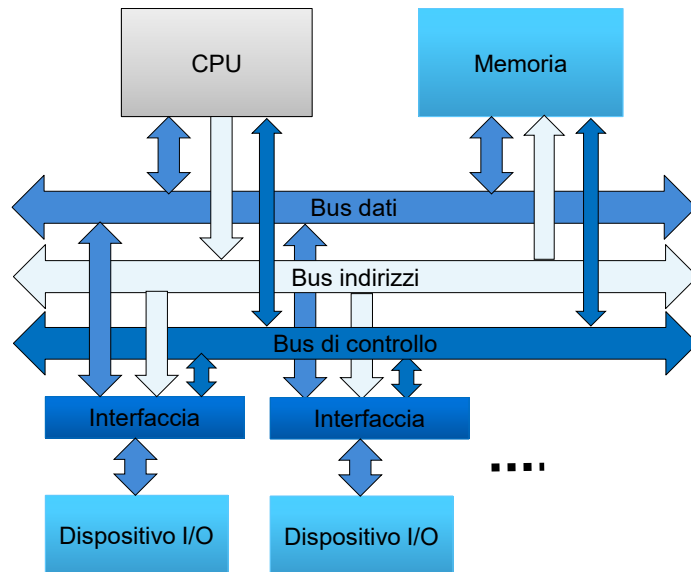 CPU
Memoria
Bus dati
Bus indirizzi
Bus di controllo
Interfaccia
Interfaccia
Dispositivo I/O
Dispositivo I/O